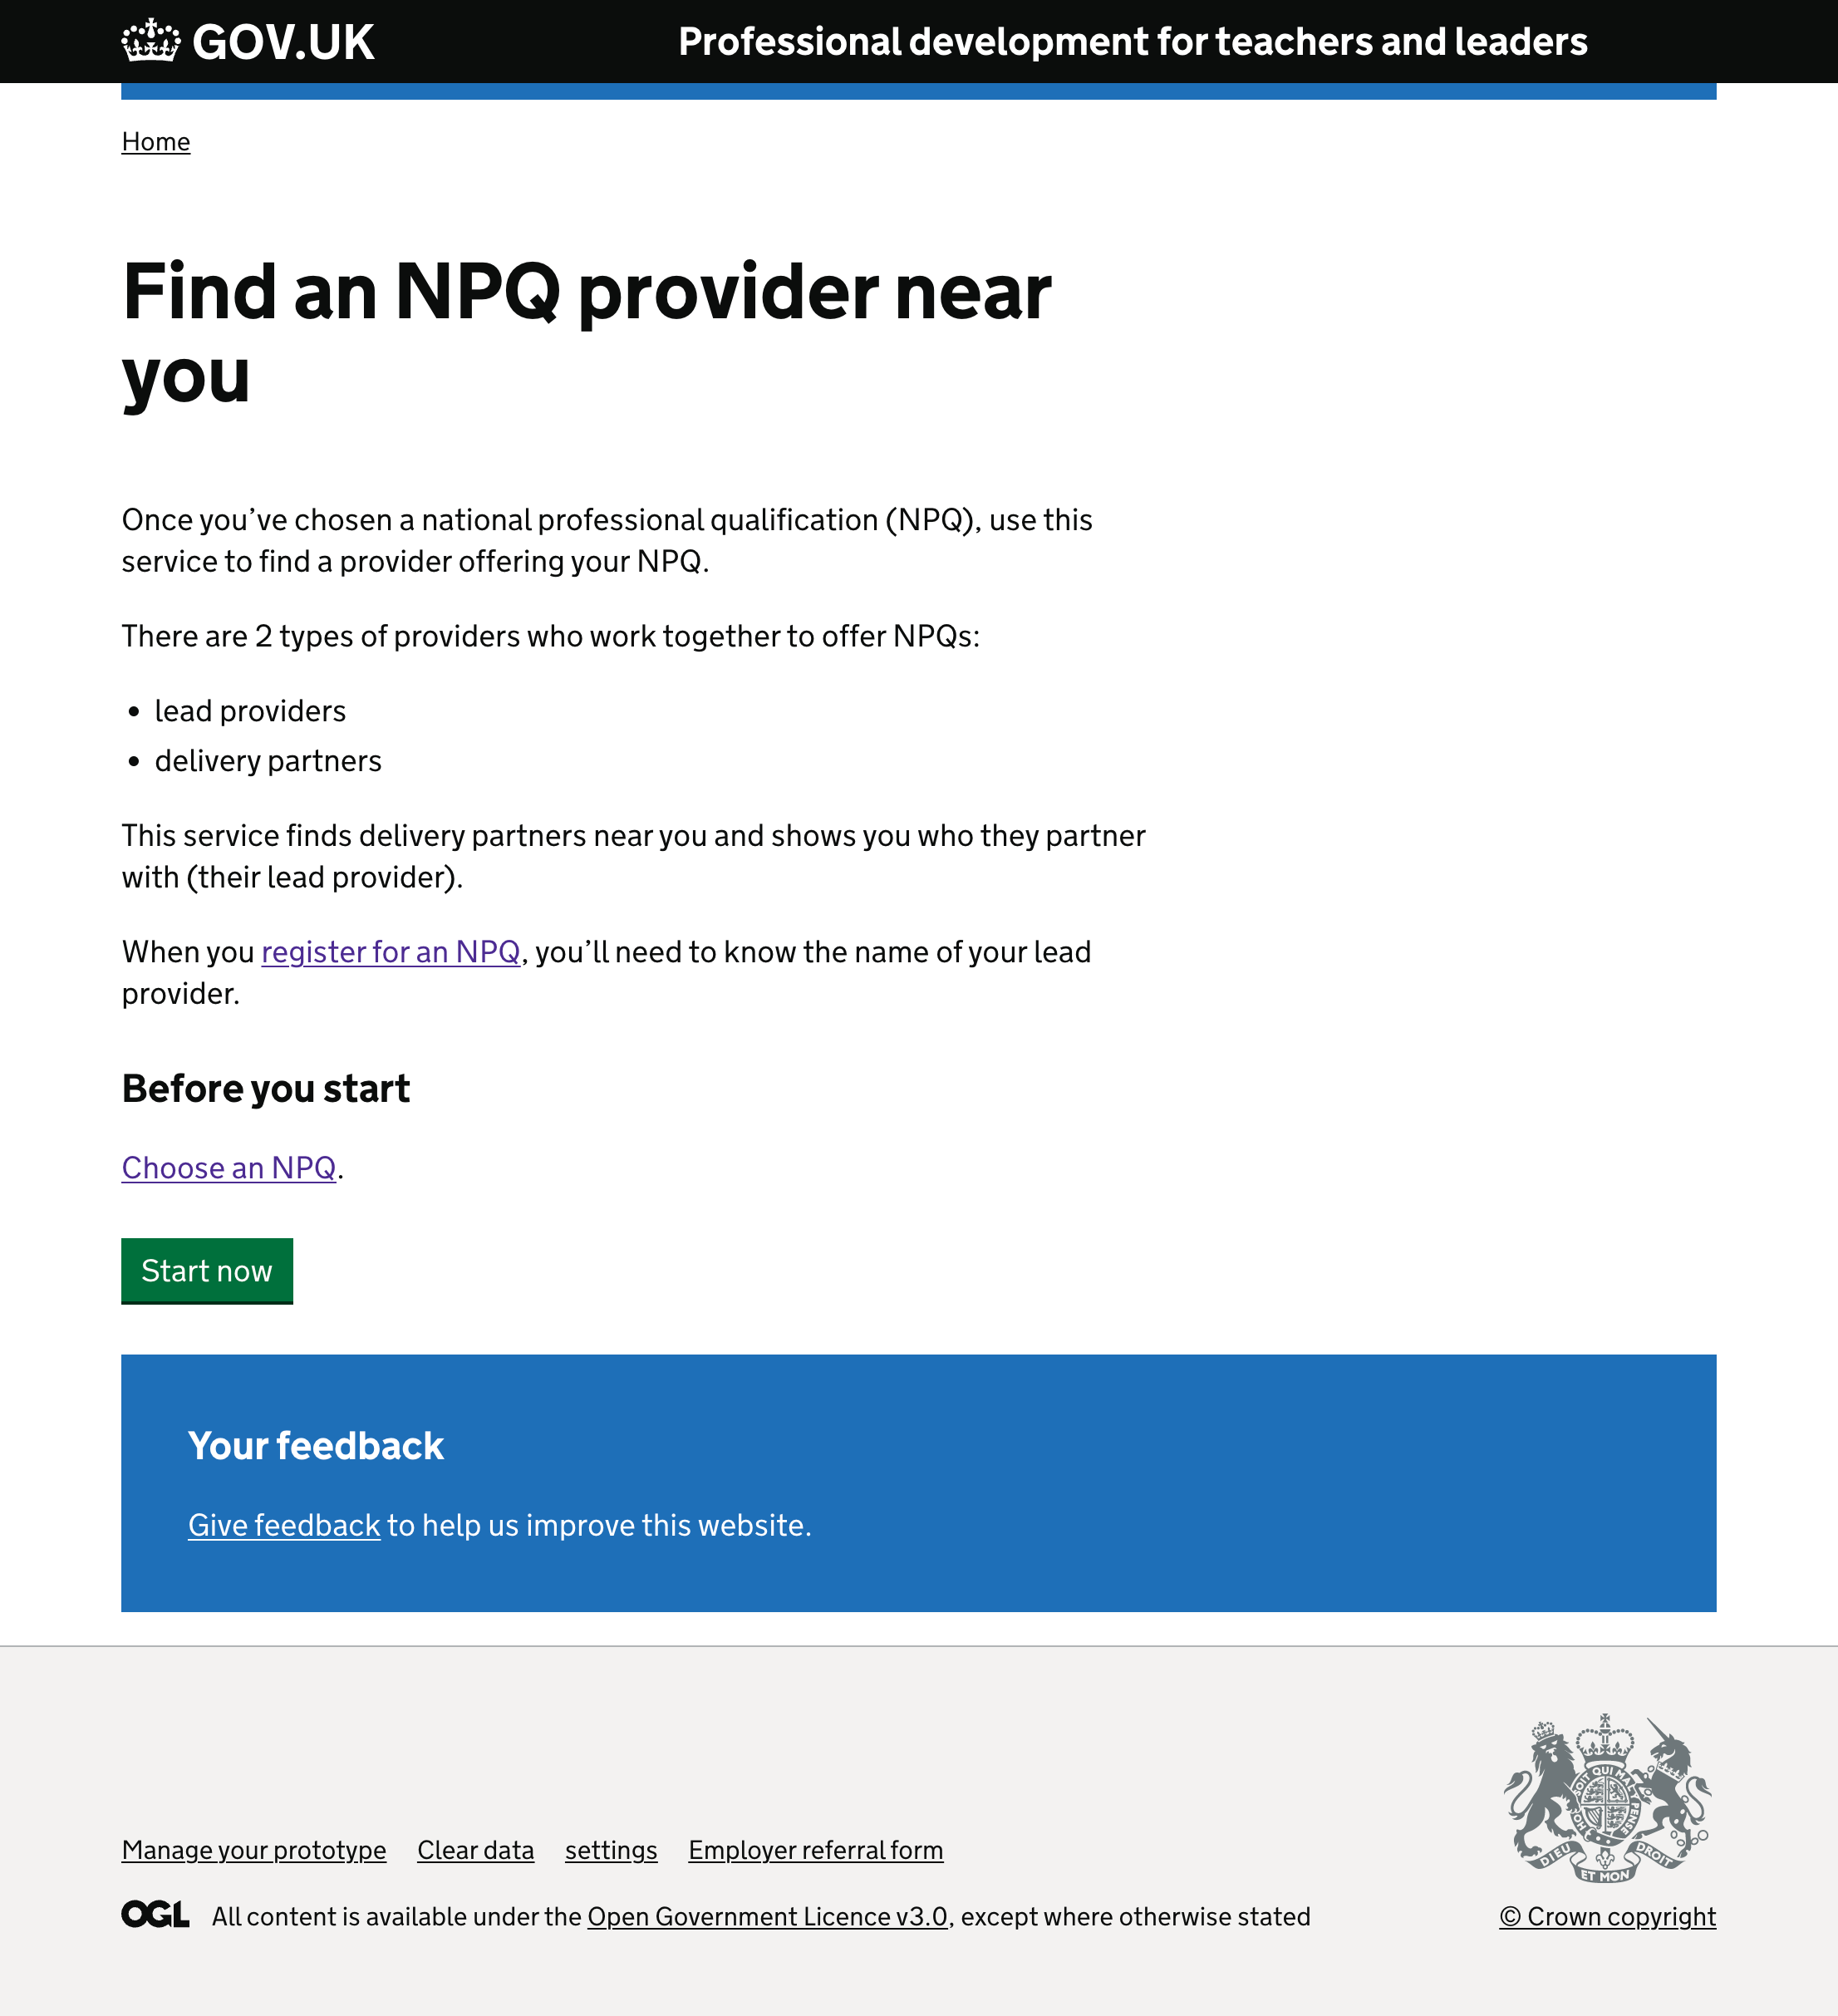 GOV.UK
Professional development for teachers and leaders
Home
Find an NPQ provider near
you
Once you’ve chosen a national professional qualification (NPQ), use this
service to find a provider offering your NPQ.
There are 2 types of providers who work together to offer NPQs:
• lead providers
• delivery partners
This service finds delivery partners near you and shows you who they partner
with (their lead provider).
When you register for an NPQ, you’ll need to know the name of your lead
provider.
Before you start
Choose an NPQ.
Start now
Your feedback
Give feedback to help us improve this website.
SOIT QUI MAL PENSE
HON
DIEU ET MON DROIT
Manage your prototype Clear data settings Employer referral form
OGL All content is available under the Open Government Licence v3.0, except where otherwise stated
© Crown copyright